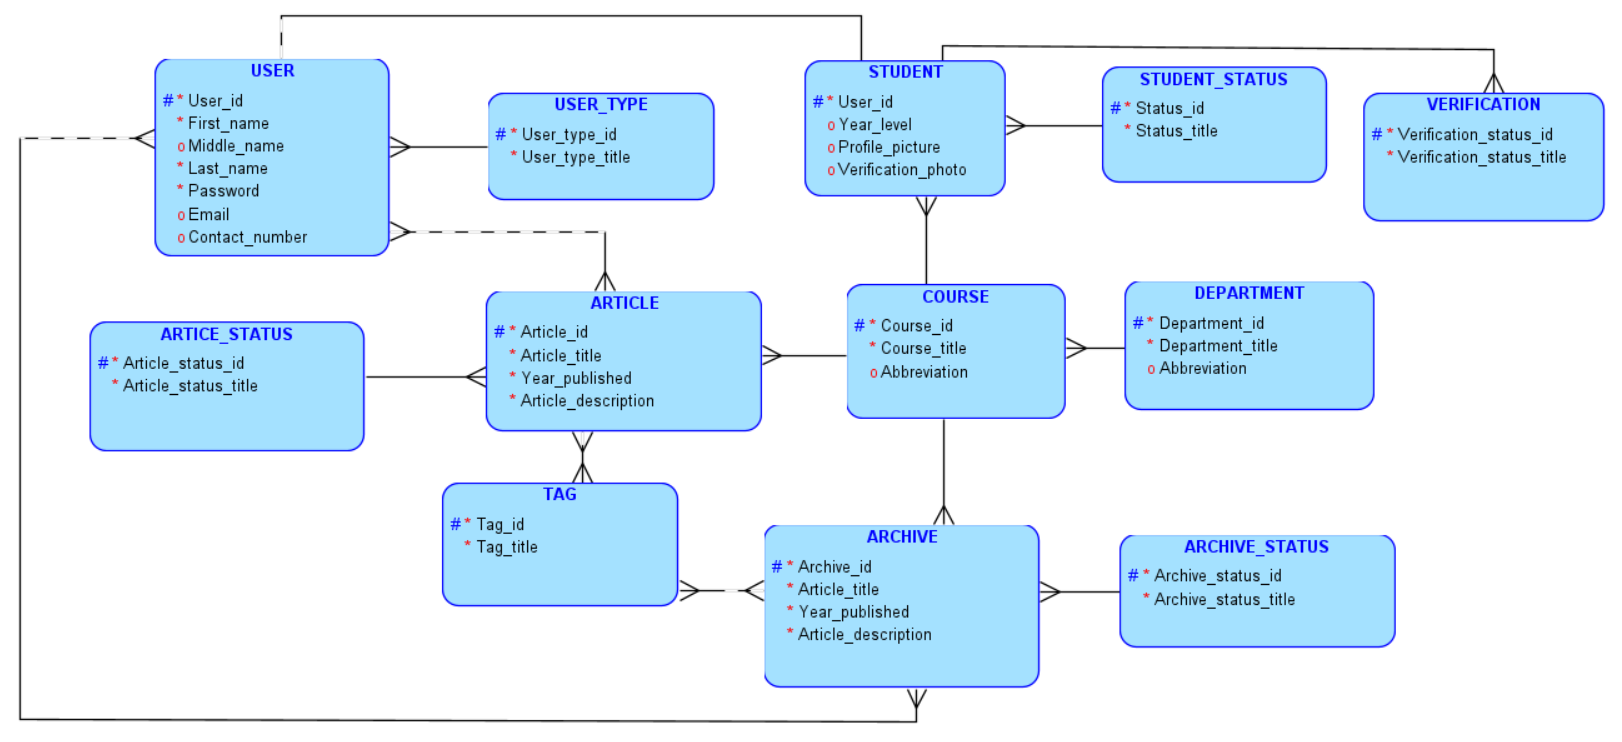 USER
# * User_id
* First_name
o Middle_name
* Last_name
* Password
o Email
o Contact_number
USER_TYPE
# * User_type_id
* User_type_title
STUDENT
# * User_id
o Year_level
o Profile_picture
o Verification_photo
STUDENT_STATUS
# * Status_id
* Status_title
VERIFICATION
# * Verification_status_id
* Verification_status_title
ARTICE_STATUS
# * Article_status_id
* Article_status_title
ARTICLE
# * Article_id
* Article_title
* Year_published
* Article_description
COURSE
# * Course_id
* Course_title
o Abbreviation
DEPARTMENT
# * Department_id
* Department_title
o Abbreviation
TAG
# * Tag_id
* Tag_title
ARCHIVE
# * Archive_id
* Article_title
* Year_published
* Article_description
ARCHIVE_STATUS
# * Archive_status_id
* Archive_status_title